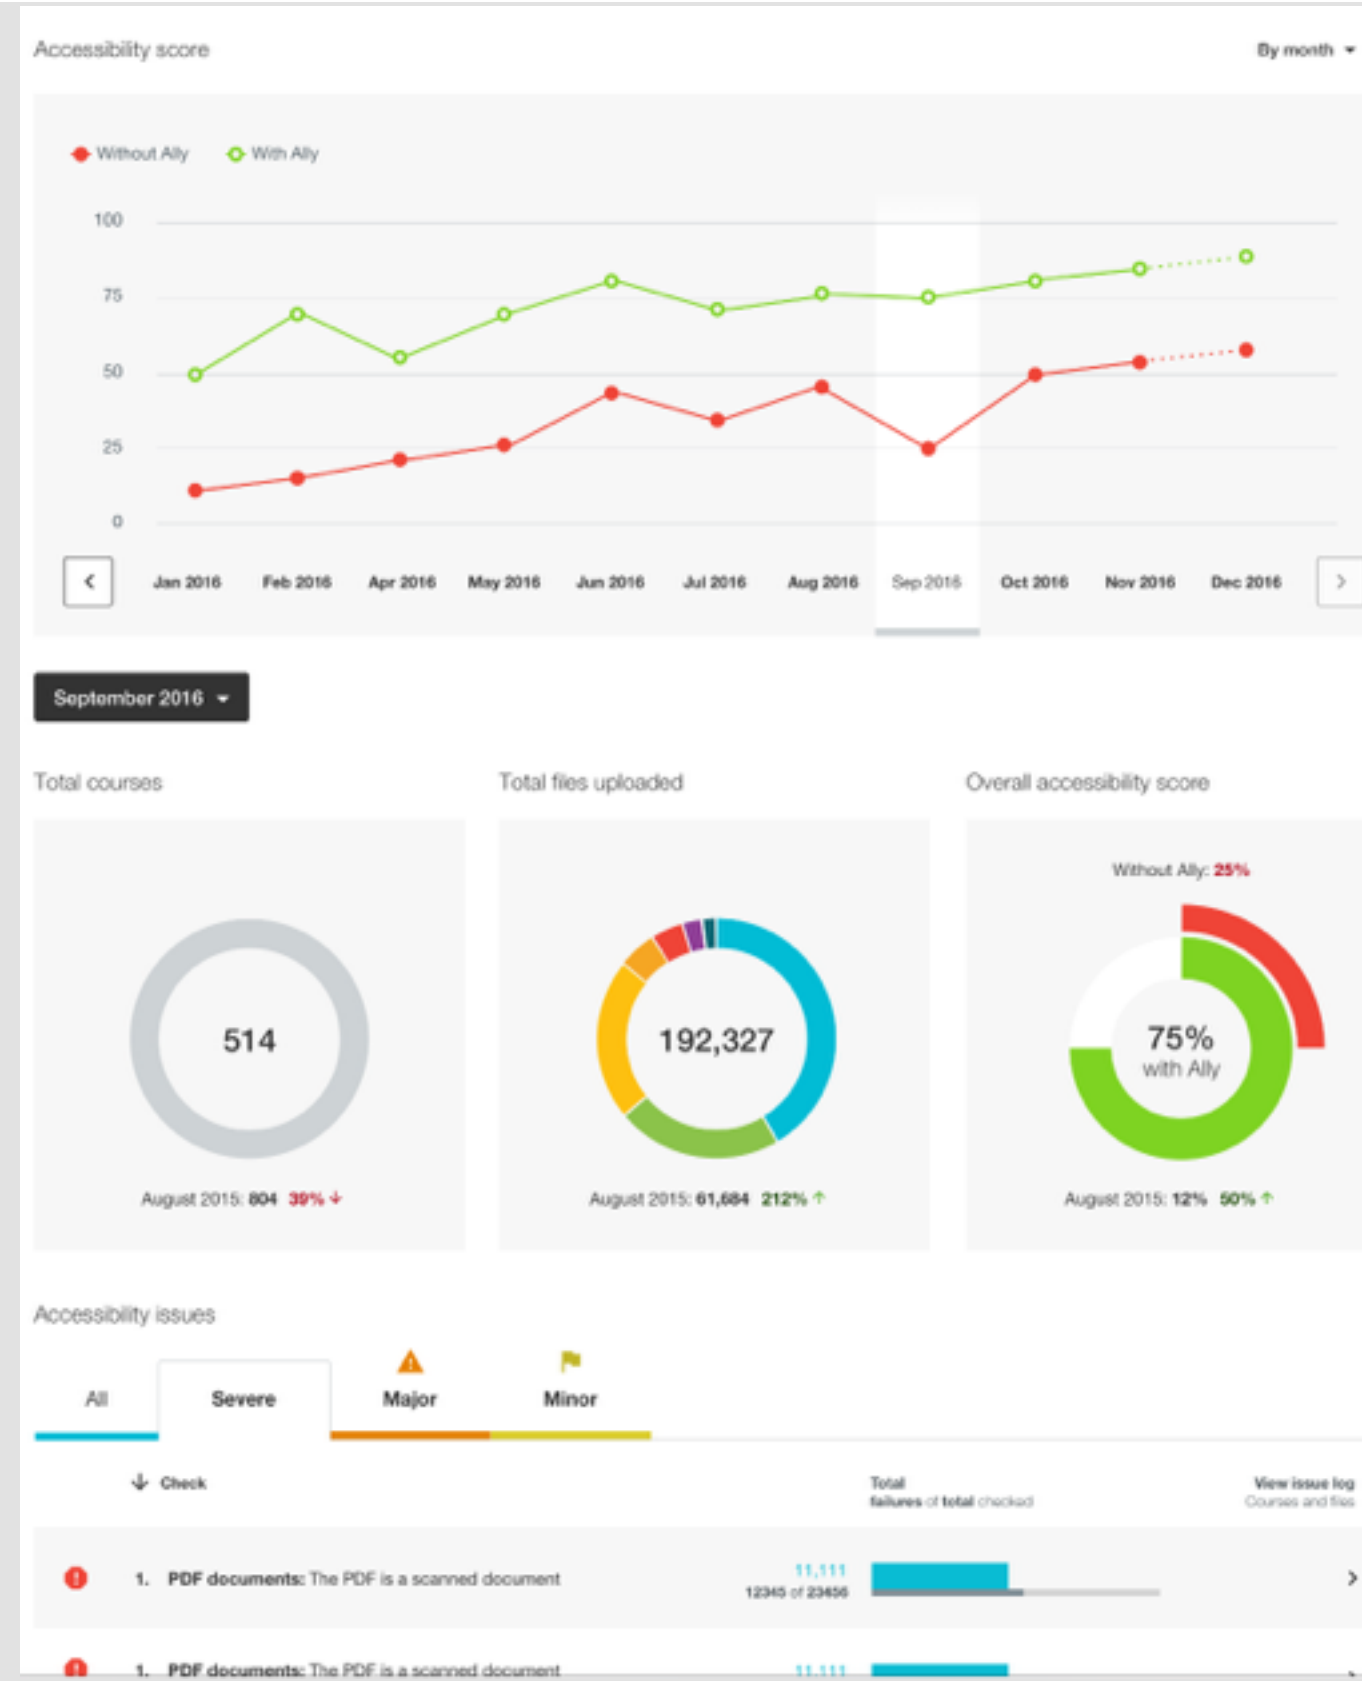 Accessibility score
By month
Without Ally
With Ally
100
75
50
25
0
Jan 2016 Feb 2016 Apr 2016 May 2016 Jun 2016 Jul 2016 Aug 2016 Sep 2016 Oct 2016 Nov 2016 Dec 2016
September 2016
Total courses
514
August 2015: 804 39%
Total files uploaded
192,327
August 2015: 61,684 212%
Overall accessibility score
Without Ally: 25%
75%
with Ally
August 2015: 12% 50%
Accessibility issues
All
Severe
Major
Minor
Check
Total
failures of total checked
View issue log
Courses and files
1. PDF documents: The PDF is a scanned document
11,111
12345 of 23456
1. PDF documents: The PDF is a scanned document
11,111